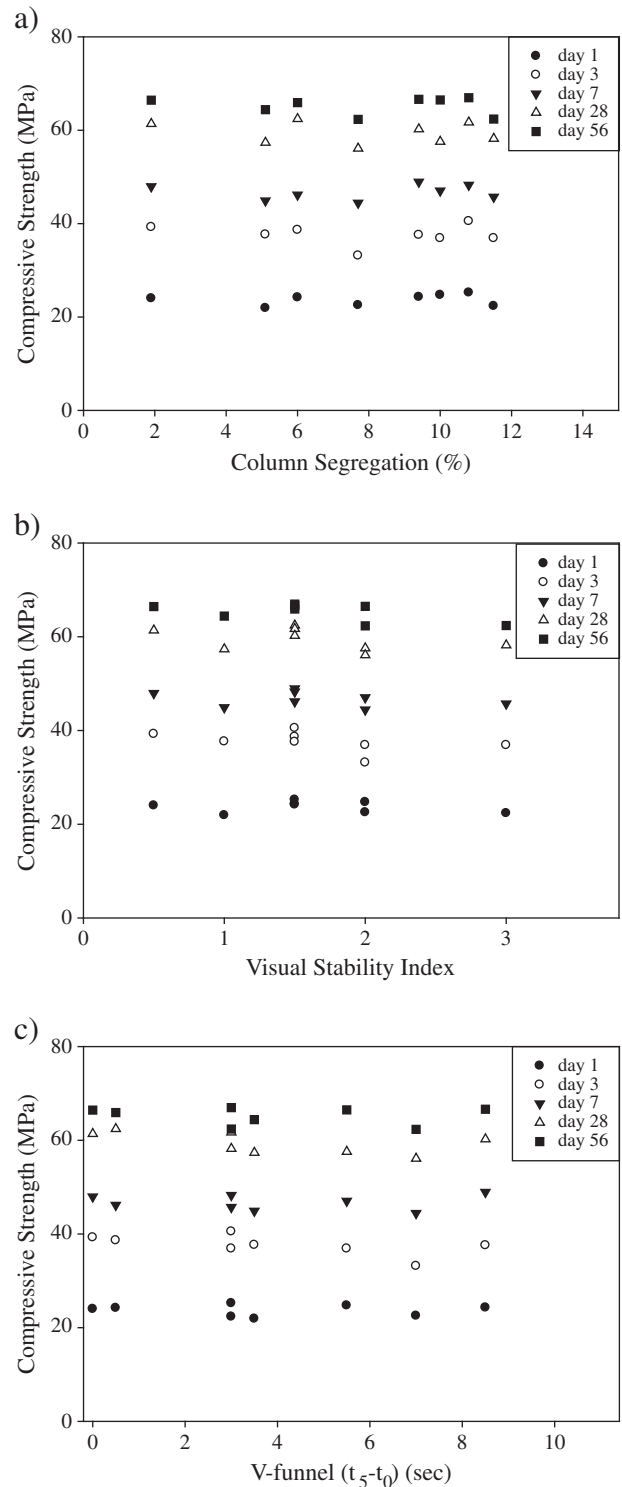 a)
80
60
40
20
0
Compressive Strength (MPa)
day 1
day 3
day 7
day 28
day 56
0 2 4 6 8 10 12 14
Column Segregation (%)
b)
80
60
40
20
0
Compressive Strength (MPa)
day 1
day 3
day 7
day 28
day 56
0 1 2 3
Visual Stability Index
c)
80
60
40
20
0
Compressive Strength (MPa)
day 1
day 3
day 7
day 28
day 56
0 2 4 6 8 10
V-funnel (t5-t0) (sec)